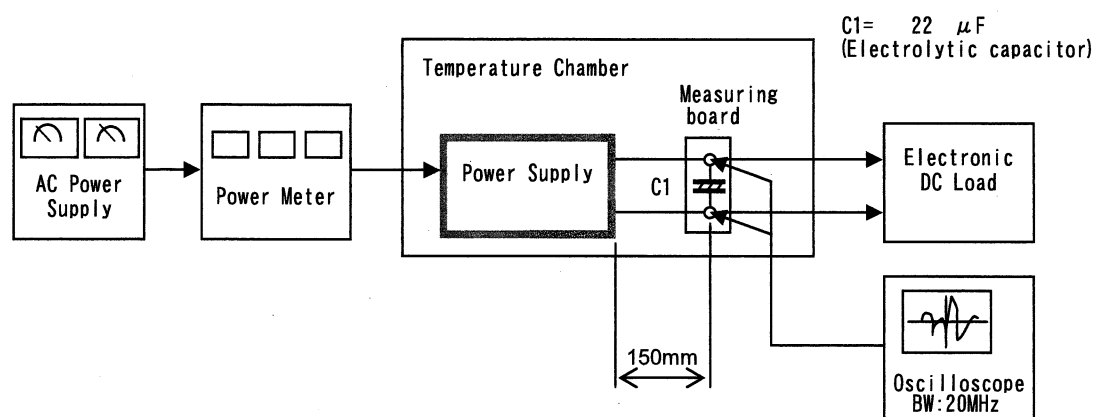 C1= 22 μF
(Electrolytic capacitor)
Temperature Chamber
Measuring
board
AC Power
Supply
Power Meter
Power Supply
C1
Electronic
DC Load
150mm
Oscilloscope
BW:20MHz